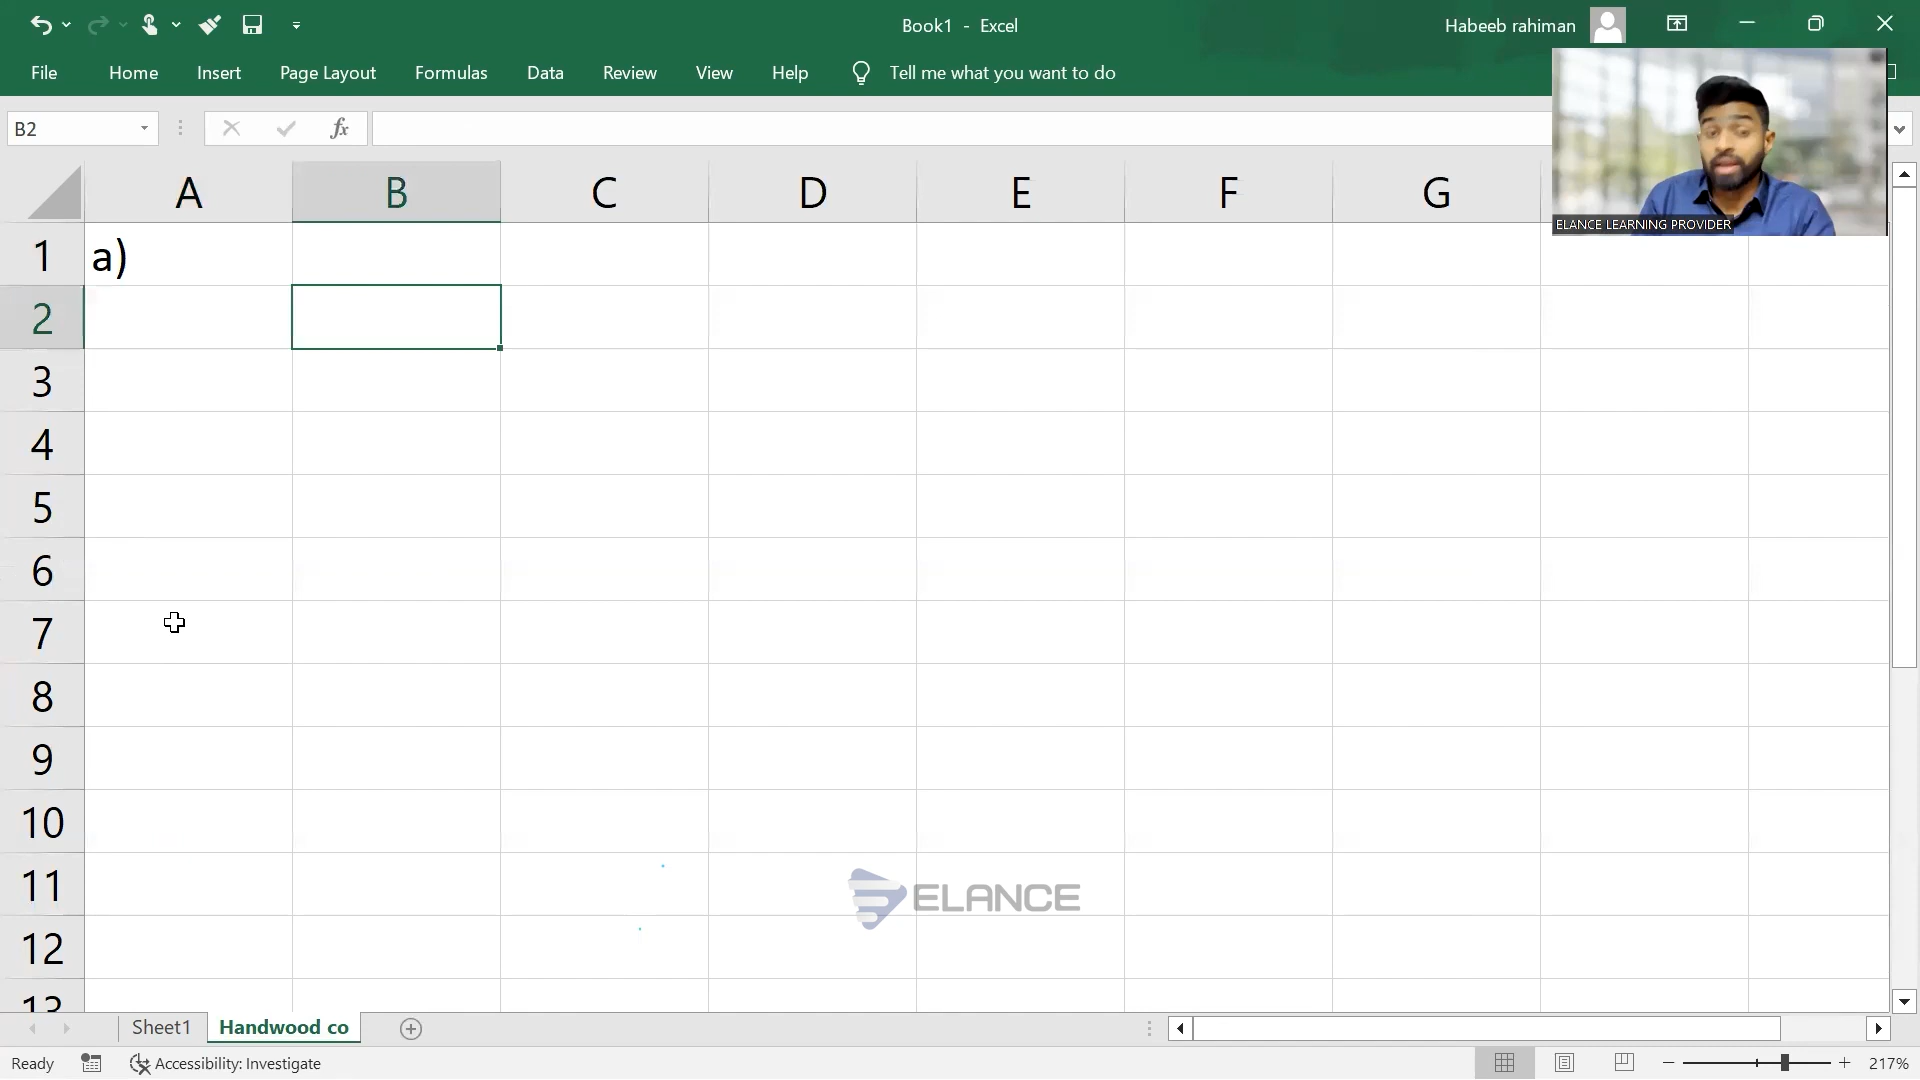 Book1 - Excel
Habeeb rahiman
File Home Insert Page Layout Formulas Data Review View Help Tell me what you want to do
B2
fx
ELANCE LEARNING PROVIDER
A B C D E F G
1 a)
2
3
4
5
6
7
8
9
10
11
ELANCE
12
13
Sheet1 Handwood co
Ready Accessibility: Investigate 217%